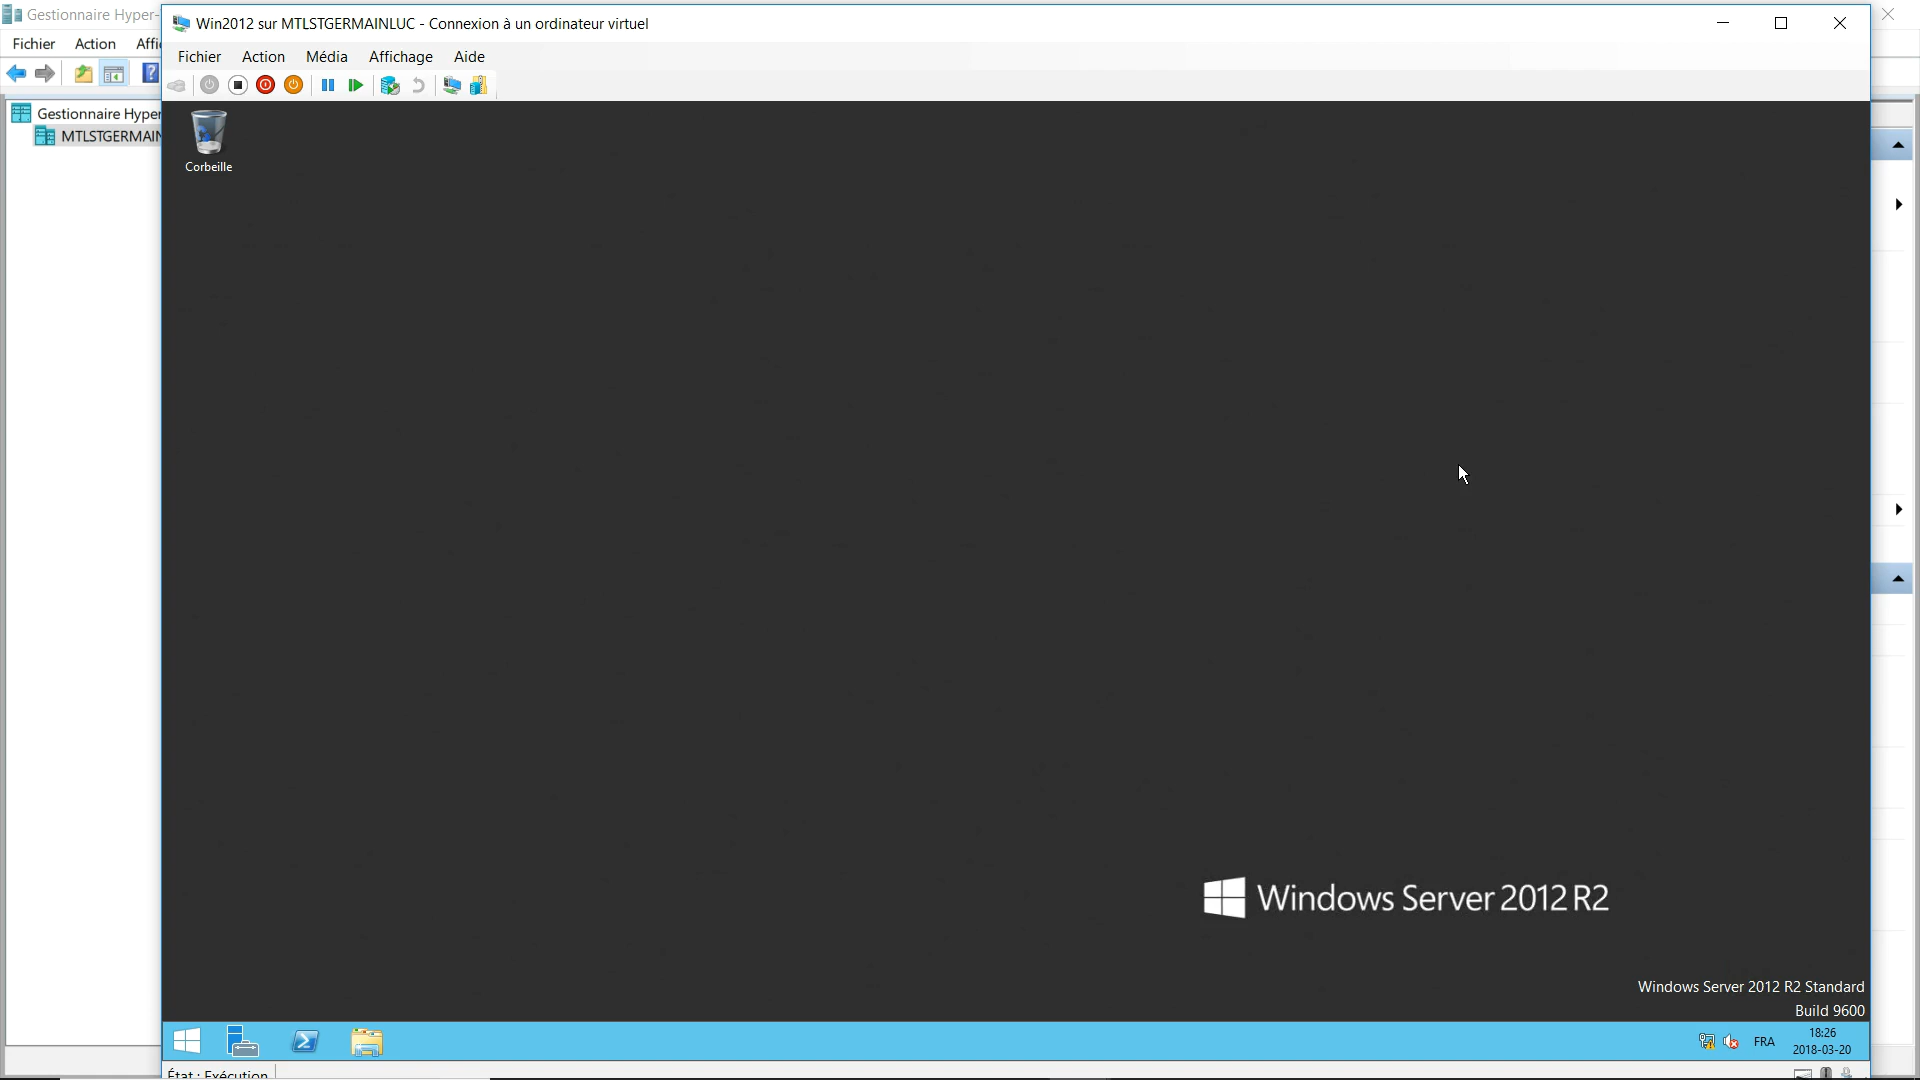 Gestionnaire Hyper-
Fichier Action Affi
Gestionnaire Hyper
MTLSTGERMAIN
Win2012 sur MTLSTGERMAINLUC - Connexion à un ordinateur virtuel
Fichier Action Média Affichage Aide
Corbeille
Windows Server 2012 R2
Windows Server 2012 R2 Standard
Build 9600
FRA
18:26
2018-03-20
État : Exécution